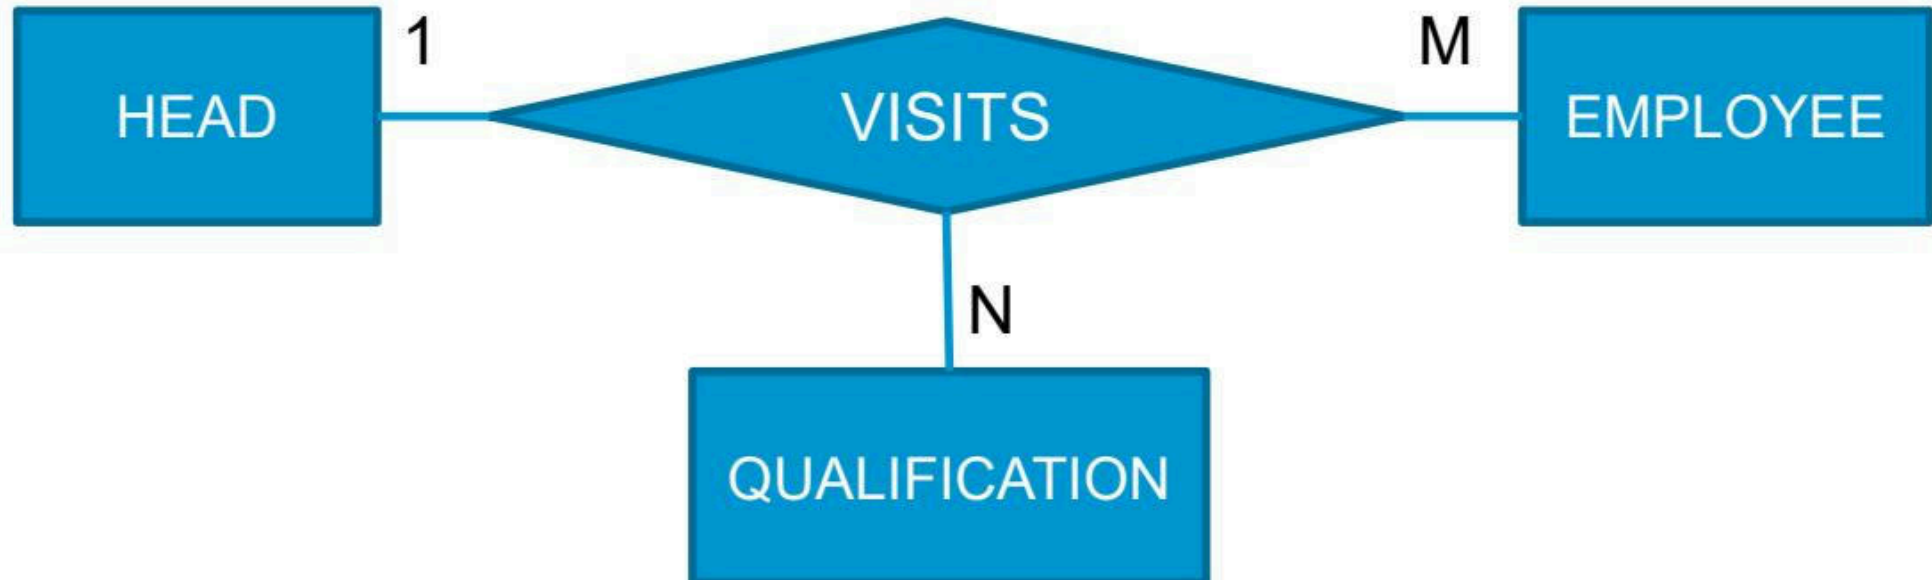 1
M
HEAD
VISITS
EMPLOYEE
N
QUALIFICATION